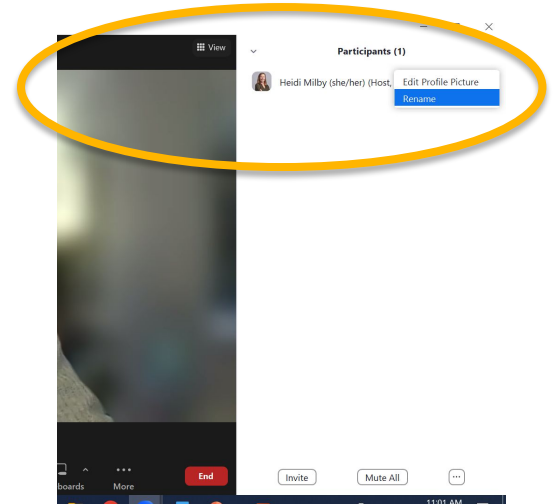 View
Participants (1)
Heidi Milby (she/her) (Host,
Edit Profile Picture
Rename
boards
More
End
Invite
Mute All
11:01 AM